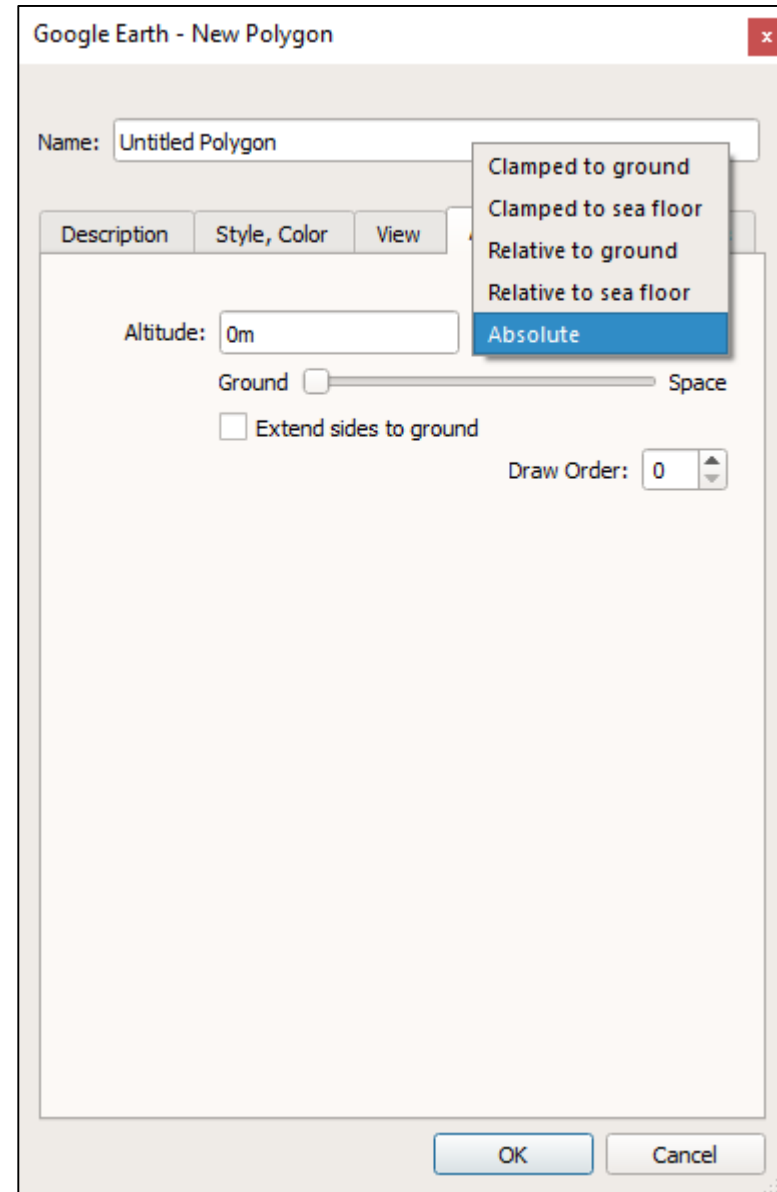 Google Earth - New Polygon
x
Name: Untitled Polygon
Clamped to ground
Clamped to sea floor
Description Style, Color View
Relative to ground
Relative to sea floor
Altitude: 0m Absolute
Ground Space
Extend sides to ground
Draw Order: 0
OK Cancel